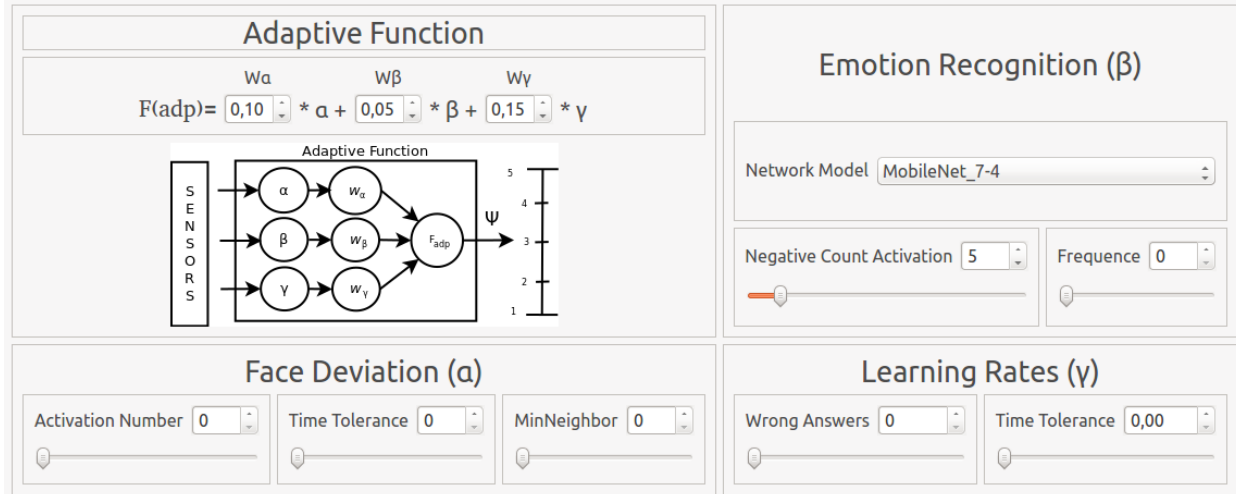 Adaptive Function
Wα Wβ Wγ
F(adp)= 0,10 * α + 0,05 * β + 0,15 * γ
Adaptive Function
SENSORS
α wα
β wβ
γ wγ
Fadp
Ψ
5
4
3
2
1
Emotion Recognition (β)
Network Model MobileNet_7-4
Negative Count Activation 5 Frequence 0
Face Deviation (α)
Activation Number 0 Time Tolerance 0 MinNeighbor 0
Learning Rates (γ)
Wrong Answers 0 Time Tolerance 0,00